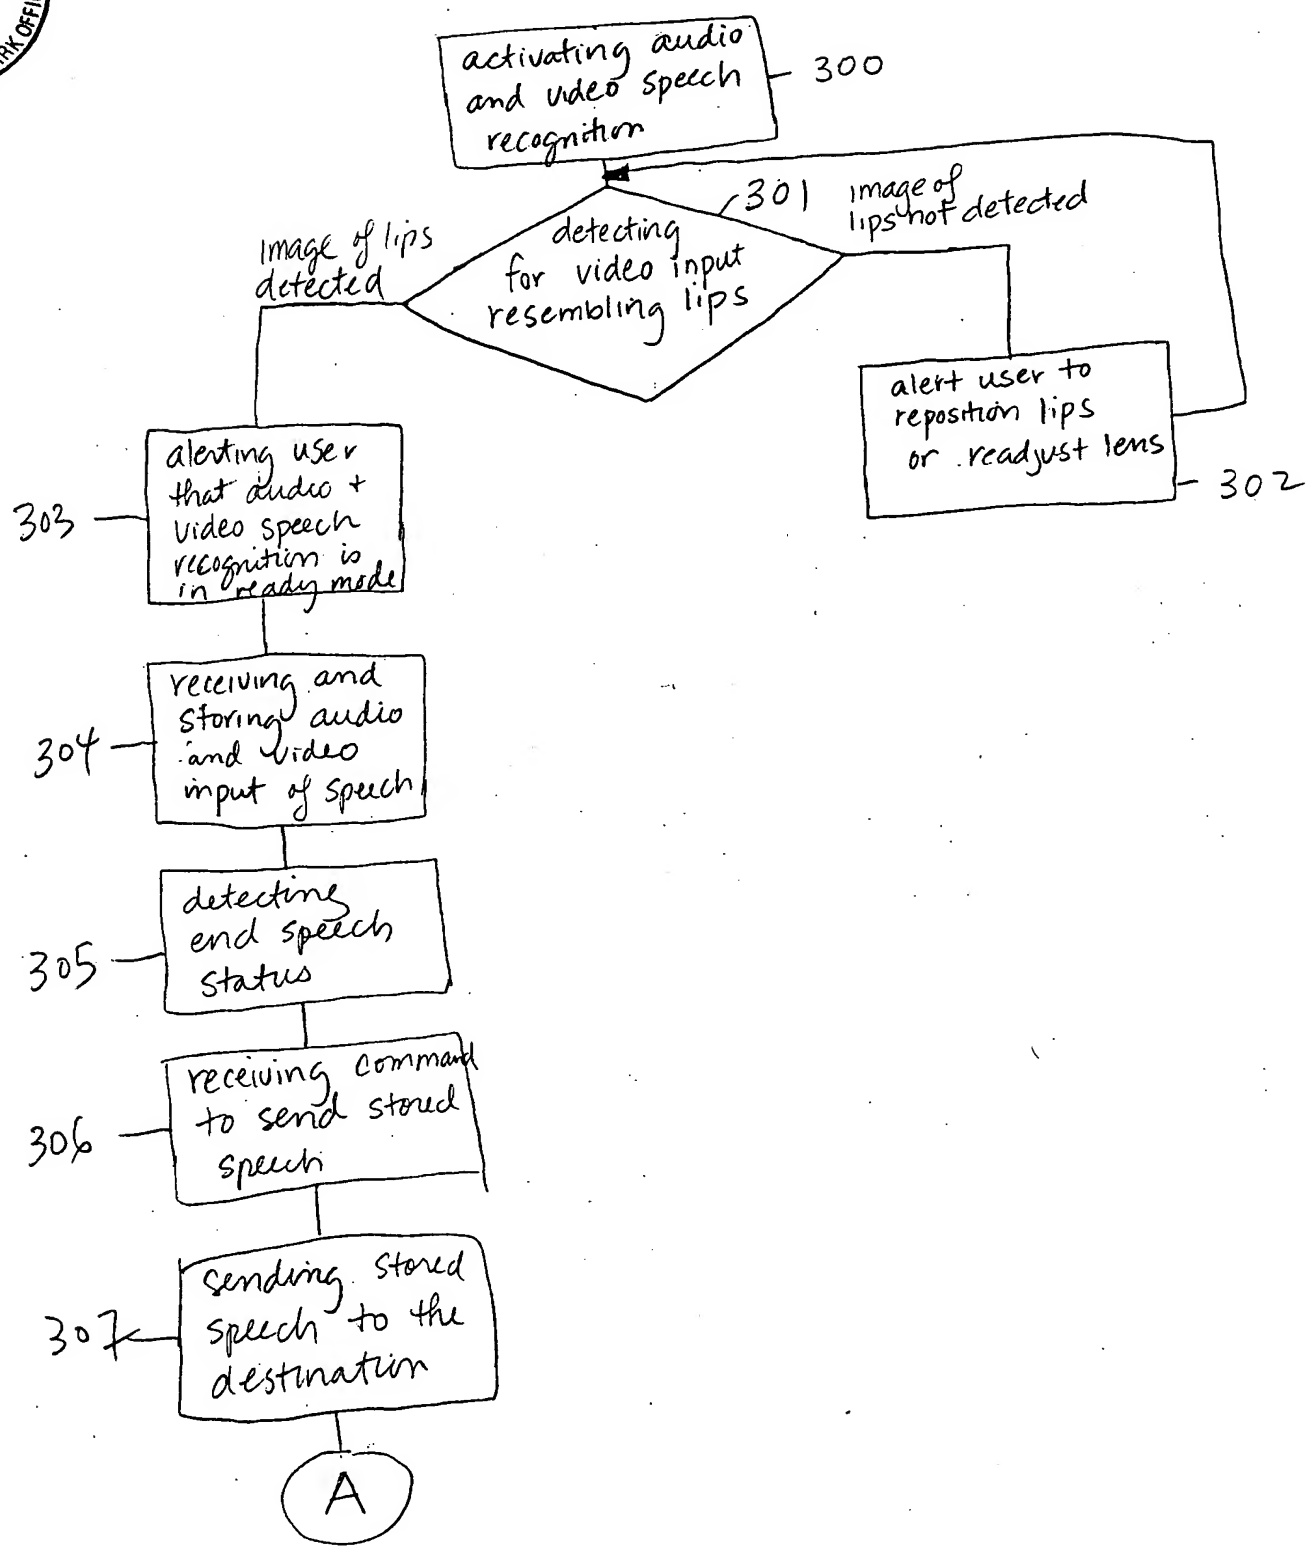 activating audio
and video speech
recognition
300
301
image of
lips not detected
Image of lips
detected
detecting
for video input
resembling lips
alert user to
reposition lips
or readjust lens
302
alerting user
that audio +
video speech
recognition is
in ready mode
303
receiving and
storing audio
and video
input of speech
304
detecting
end speech
status
305
receiving command
to send stored
speech
306
sending stored
speech to the
destination
307
A